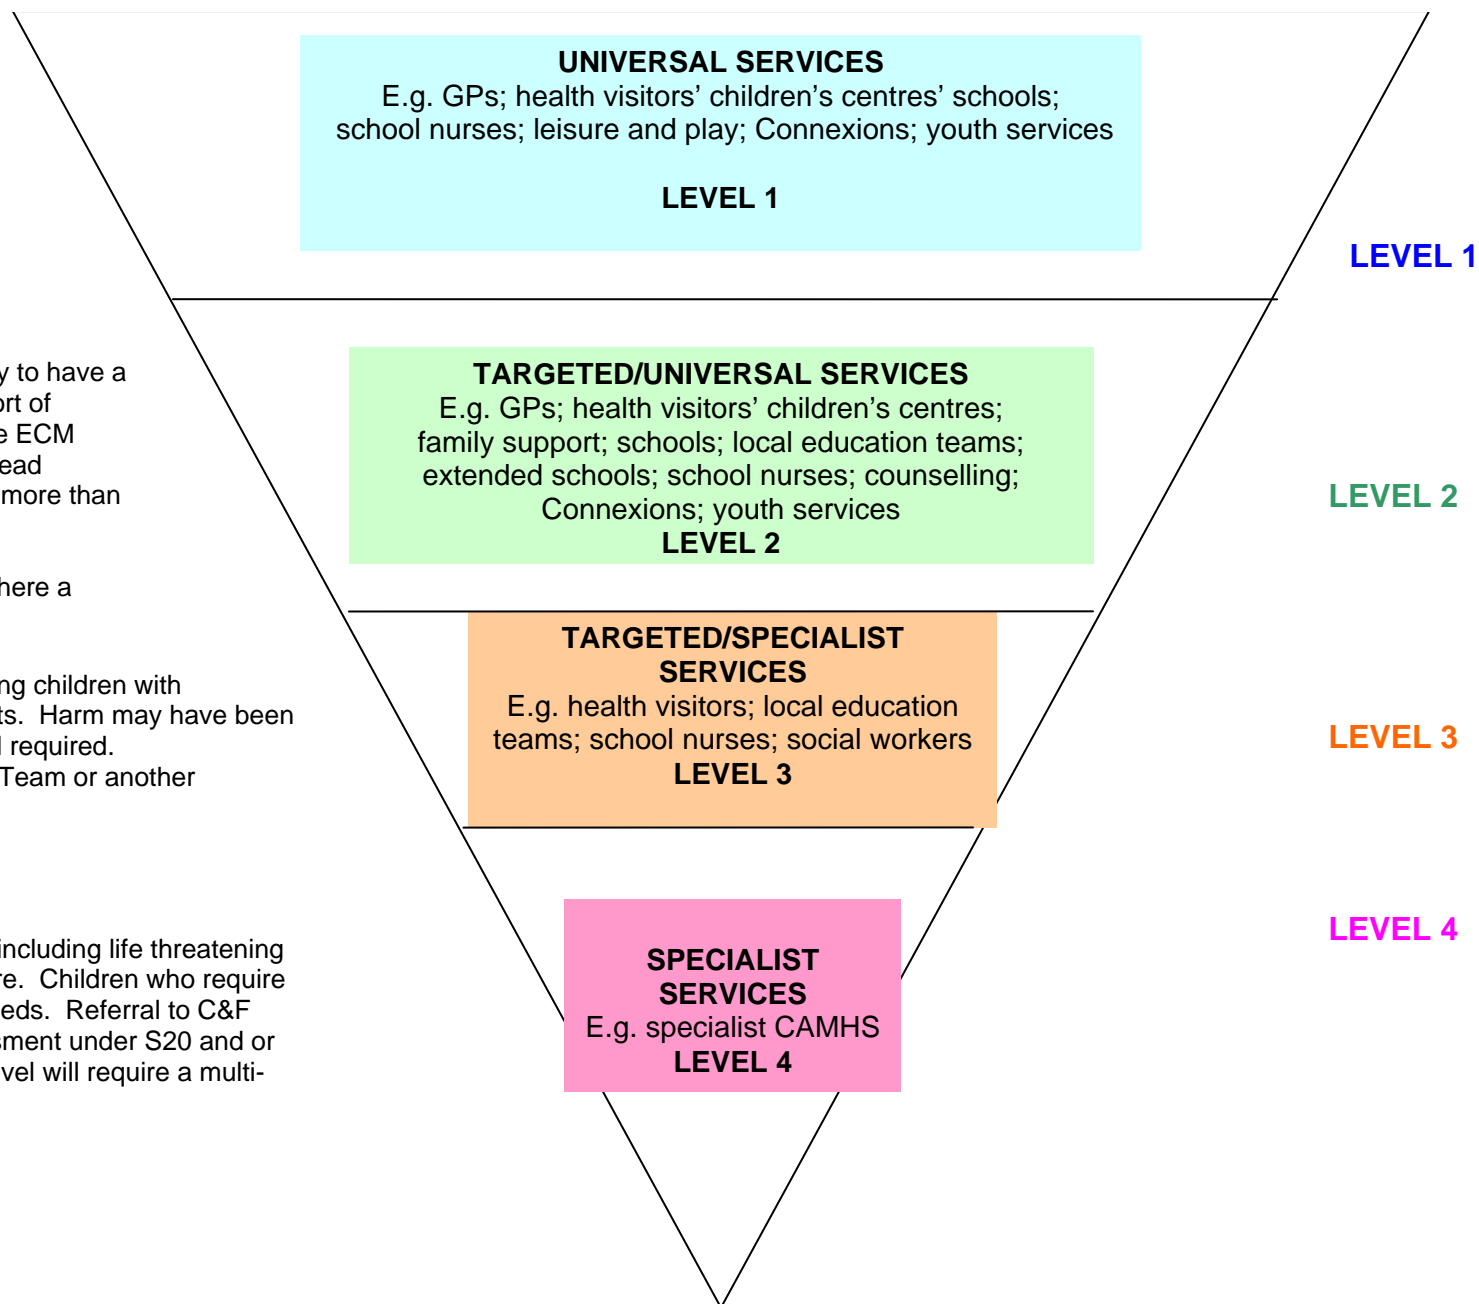 UNIVERSAL SERVICES
E.g. GPs; health visitors’ children’s centres’ schools;
school nurses; leisure and play; Connexions; youth services
LEVEL 1
LEVEL 1
y to have a
ort of
e ECM
ead
more than
here a
TARGETED/UNIVERSAL SERVICES
E.g. GPs; health visitors’ children’s centres;
family support; schools; local education teams;
extended schools; school nurses; counselling;
Connexions; youth services
LEVEL 2
LEVEL 2
ng children with
ts.  Harm may have been
l required.
Team or another
TARGETED/SPECIALIST
SERVICES
E.g. health visitors; local education
teams; school nurses; social workers
LEVEL 3
LEVEL 3
including life threatening
re.  Children who require
eds.  Referral to C&F
sment under S20 and or
vel will require a multi-
SPECIALIST
SERVICES
E.g. specialist CAMHS
LEVEL 4
LEVEL 4